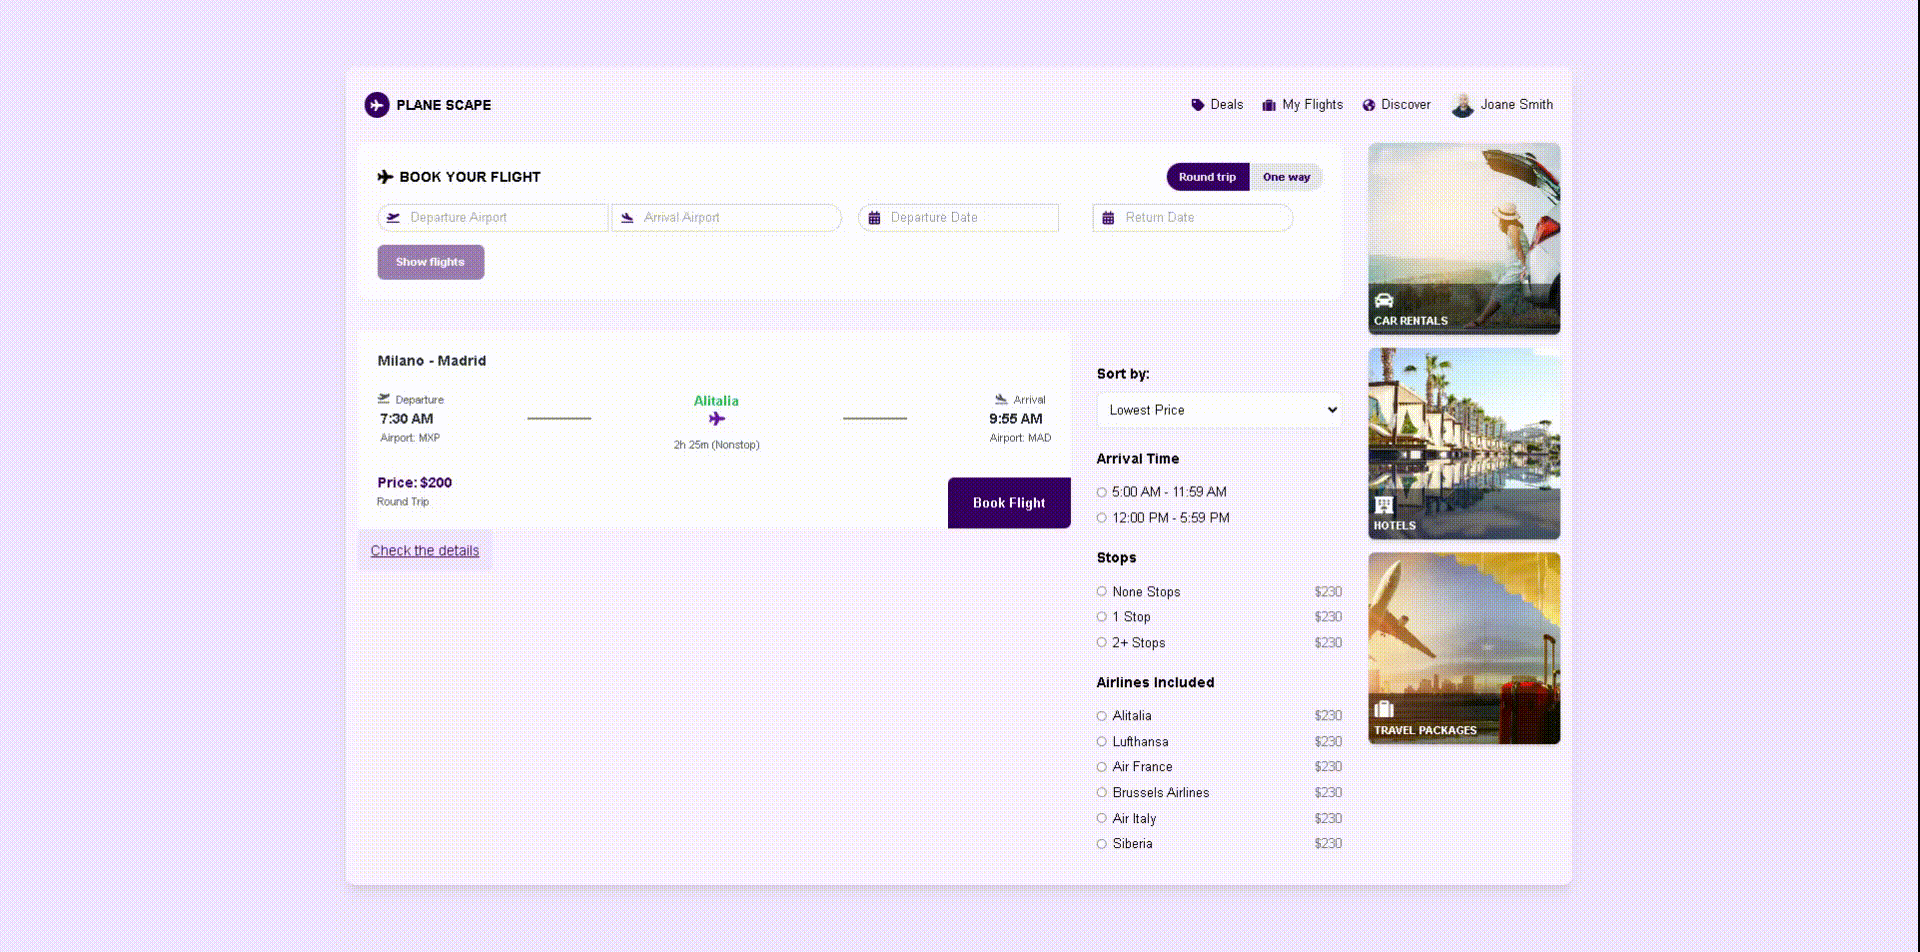 PLANE SCAPE
Deals My Flights Discover Joane Smith
BOOK YOUR FLIGHT
Round trip One way
Departure Airport Arrival Airport Departure Date Return Date
Show flights
CAR RENTALS
Milano - Madrid
Departure
7:30 AM
Airport: MXP
Alitalia
2h 25m (Nonstop)
Arrival
9:55 AM
Airport: MAD
Price: $200
Round Trip
Book Flight
Check the details
Sort by:
Lowest Price
Arrival Time
5:00 AM - 11:59 AM
12:00 PM - 5:59 PM
Stops
None Stops $230
1 Stop $230
2+ Stops $230
Airlines Included
Alitalia $230
Lufthansa $230
Air France $230
Brussels Airlines $230
Air Italy $230
Siberia $230
HOTELS
TRAVEL PACKAGES